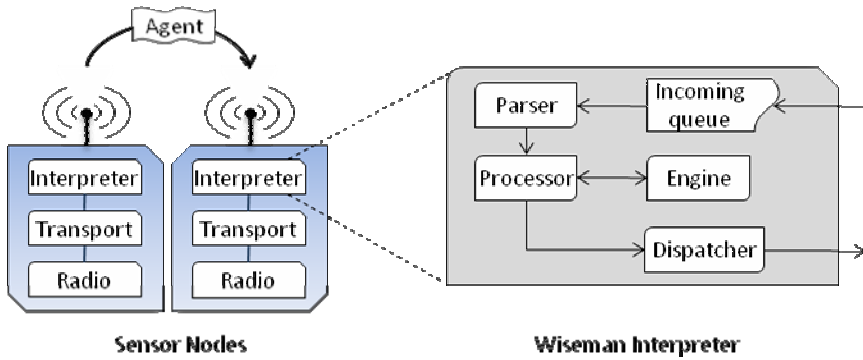 Agent
Interpreter
Transport
Radio
Interpreter
Transport
Radio
Sensor Nodes
Parser
Incoming
queue
Processor
Engine
Dispatcher
Wiseman Interpreter